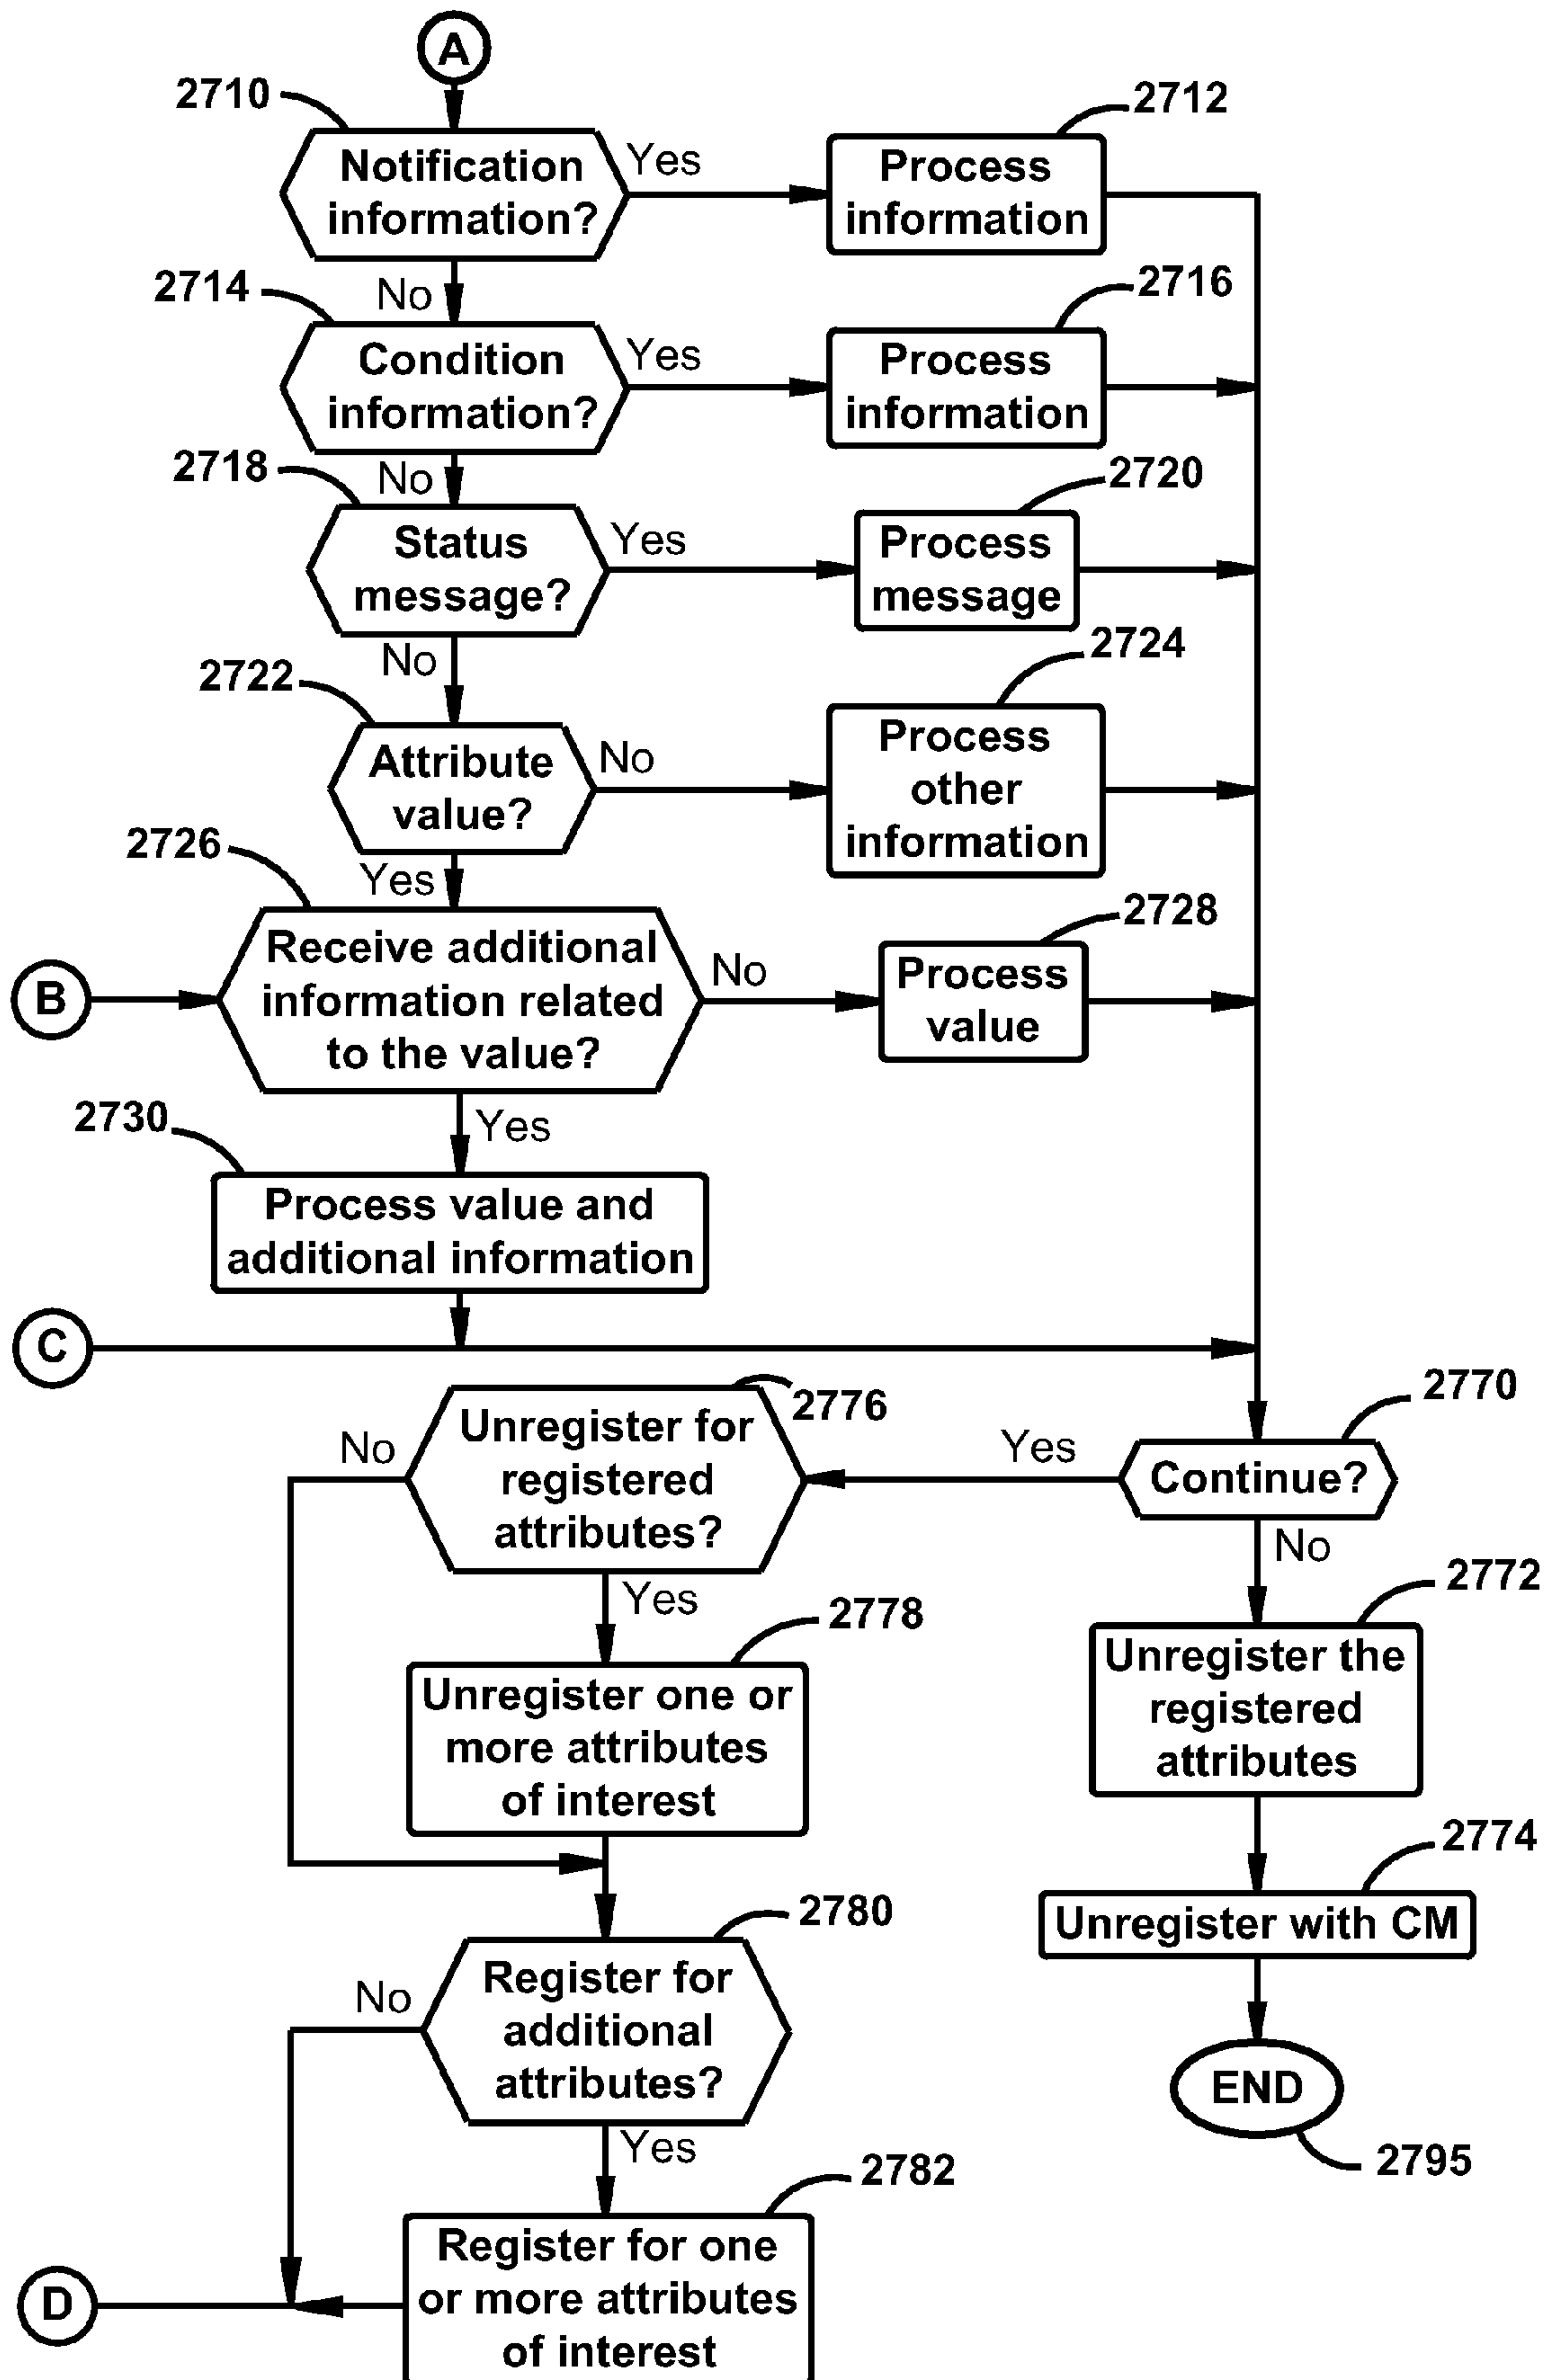 A
2710
Notification
information?
Yes
2712
Process
information
No
2714
Condition
information?
Yes
2716
Process
information
No
2718
Status
message?
Yes
2720
Process
message
No
2722
Attribute
value?
No
2724
Process
other
information
Yes
2726
B
Receive additional
information related
to the value?
No
2728
Process
value
Yes
2730
Process value and
additional information
C
2776
Unregister for
registered
attributes?
No
Yes
2770
Continue?
No
2772
Unregister the
registered
attributes
Yes
2778
Unregister one or
more attributes
of interest
2774
Unregister with CM
2780
Register for
additional
attributes?
No
END
2795
Yes
2782
Register for one
or more attributes
of interest
D